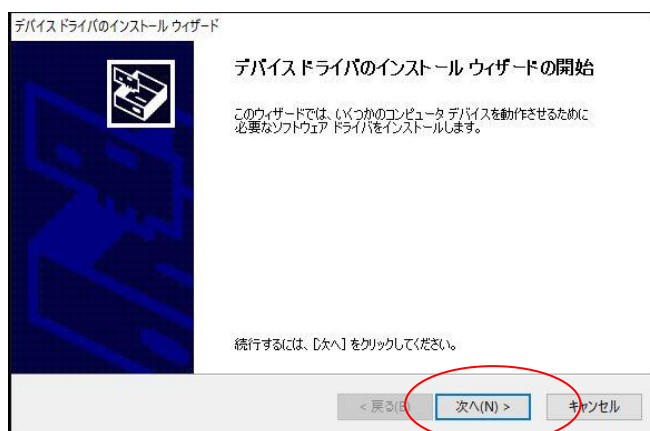 デバイス ドライバのインストール ウィザード
デバイス ドライバのインストール ウィザードの開始
このウィザードでは、いくつかのコンピュータ デバイスを動作させるために
必要なソフトウェア ドライバをインストールします。
続行するには、[次へ] をクリックしてください。
< 戻る(B) 次へ(N) > キャンセル